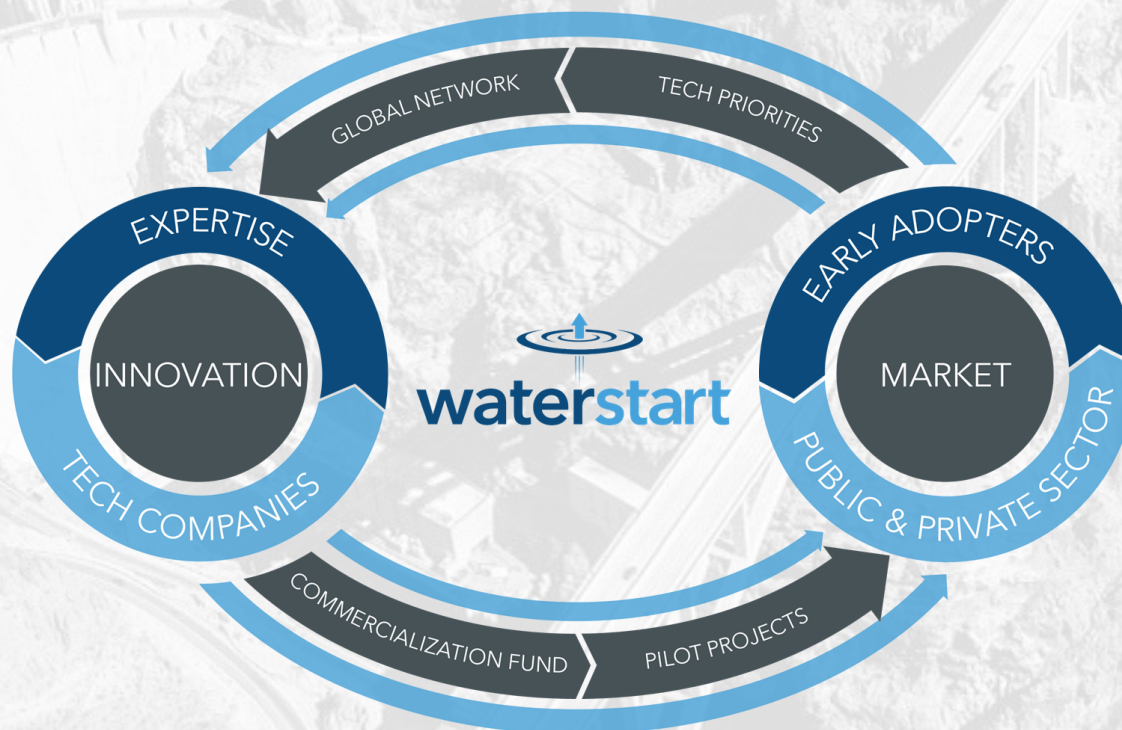 GLOBAL NETWORK
TECH PRIORITIES
EXPERTISE
INNOVATION
TECH COMPANIES
waterstart
EARLY ADOPTERS
MARKET
PUBLIC & PRIVATE SECTOR
COMMERCIALIZATION FUND
PILOT PROJECTS